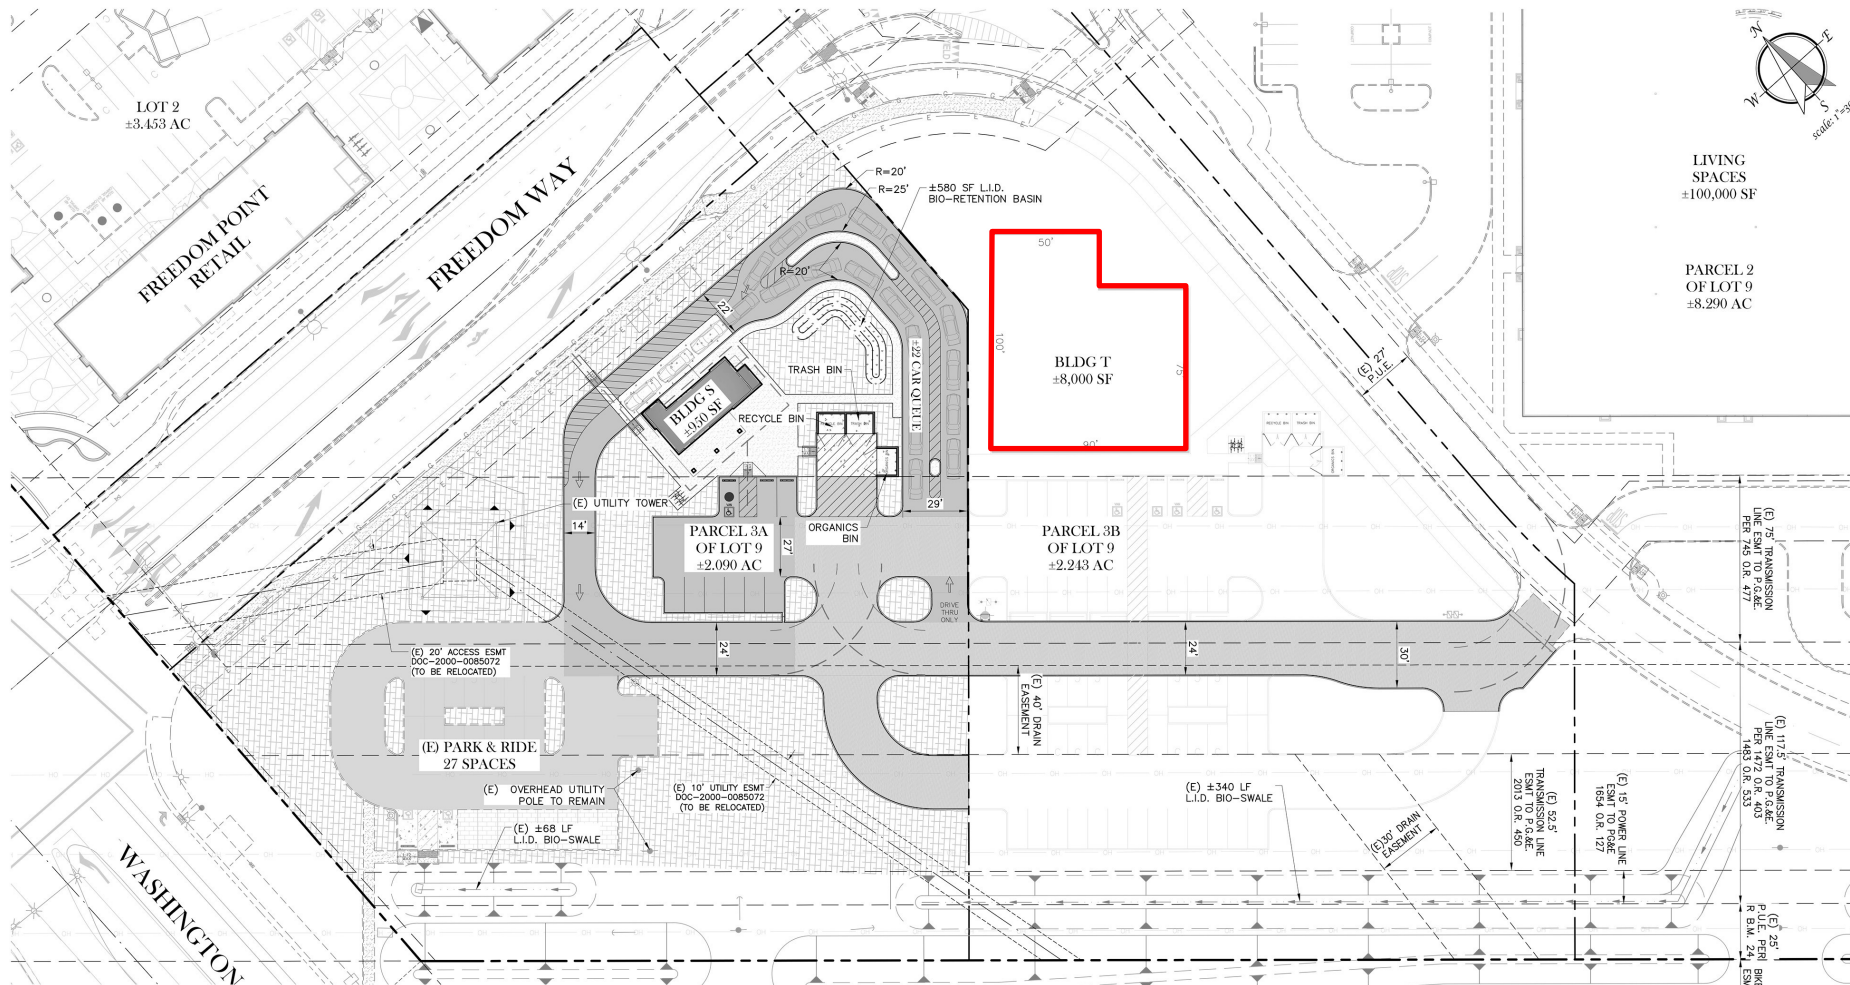 LOT 2
±3.453 AC
FREEDOM POINT
RETAIL
FREEDOM WAY
N
E
W
S
LIVING
SPACES
±100,000 SF
PARCEL 2
OF LOT 9
±8.290 AC
R=20'
R=25'
±580 SF L.I.D.
BIO-RETENTION BASIN
R=20'
22'
50'
100'
75'
90'
BLDG T
±8,000 SF
(E) 27'
P.U.E.
BLDG S
±950 SF
TRASH BIN
RECYCLE BIN
±22 CAR QUEUE
RECYCLE BIN
TRASH BIN
(E) UTILITY TOWER
14'
PARCEL 3A
OF LOT 9
±2.090 AC
27'
ORGANICS
BIN
29'
PARCEL 3B
OF LOT 9
±2.243 AC
DRIVE
THRU
ONLY
(E) 75' TRANSMISSION
LINE ESMT TO P.G.&E.
PER 745 O.R. 477
(E) 20' ACCESS ESMT
DOC-2000-0085072
(TO BE RELOCATED)
24'
24'
30'
(E) 40' DRAIN
EASEMENT
(E) PARK & RIDE
27 SPACES
(E) OVERHEAD UTILITY
POLE TO REMAIN
(E) 10' UTILITY ESMT
DOC-2000-0085072
(TO BE RELOCATED)
(E) ±68 LF
L.I.D. BIO-SWALE
(E) ±340 LF
L.I.D. BIO-SWALE
(E)30' DRAIN
EASEMENT
(E) 52.5'
TRANSMISSION LINE
ESMT TO P.G.&E.
2013 O.R. 450
(E) 15' POWER LINE
ESMT TO PG&E
1654 O.R. 127
(E) 117.5' TRANSMISSION
LINE ESMT TO P.G.&E.
PER 1472 O.R. 403
1483 O.R. 533
(E) 25'
P.U.E. PER
R B.M. 24
WASHINGTON